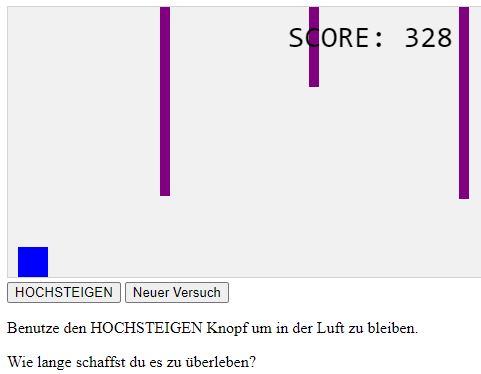 SCORE: 328
HOCHSTEIGEN Neuer Versuch
Benutze den HOCHSTEIGEN Knopf um in der Luft zu bleiben.
Wie lange schaffst du es zu überleben?